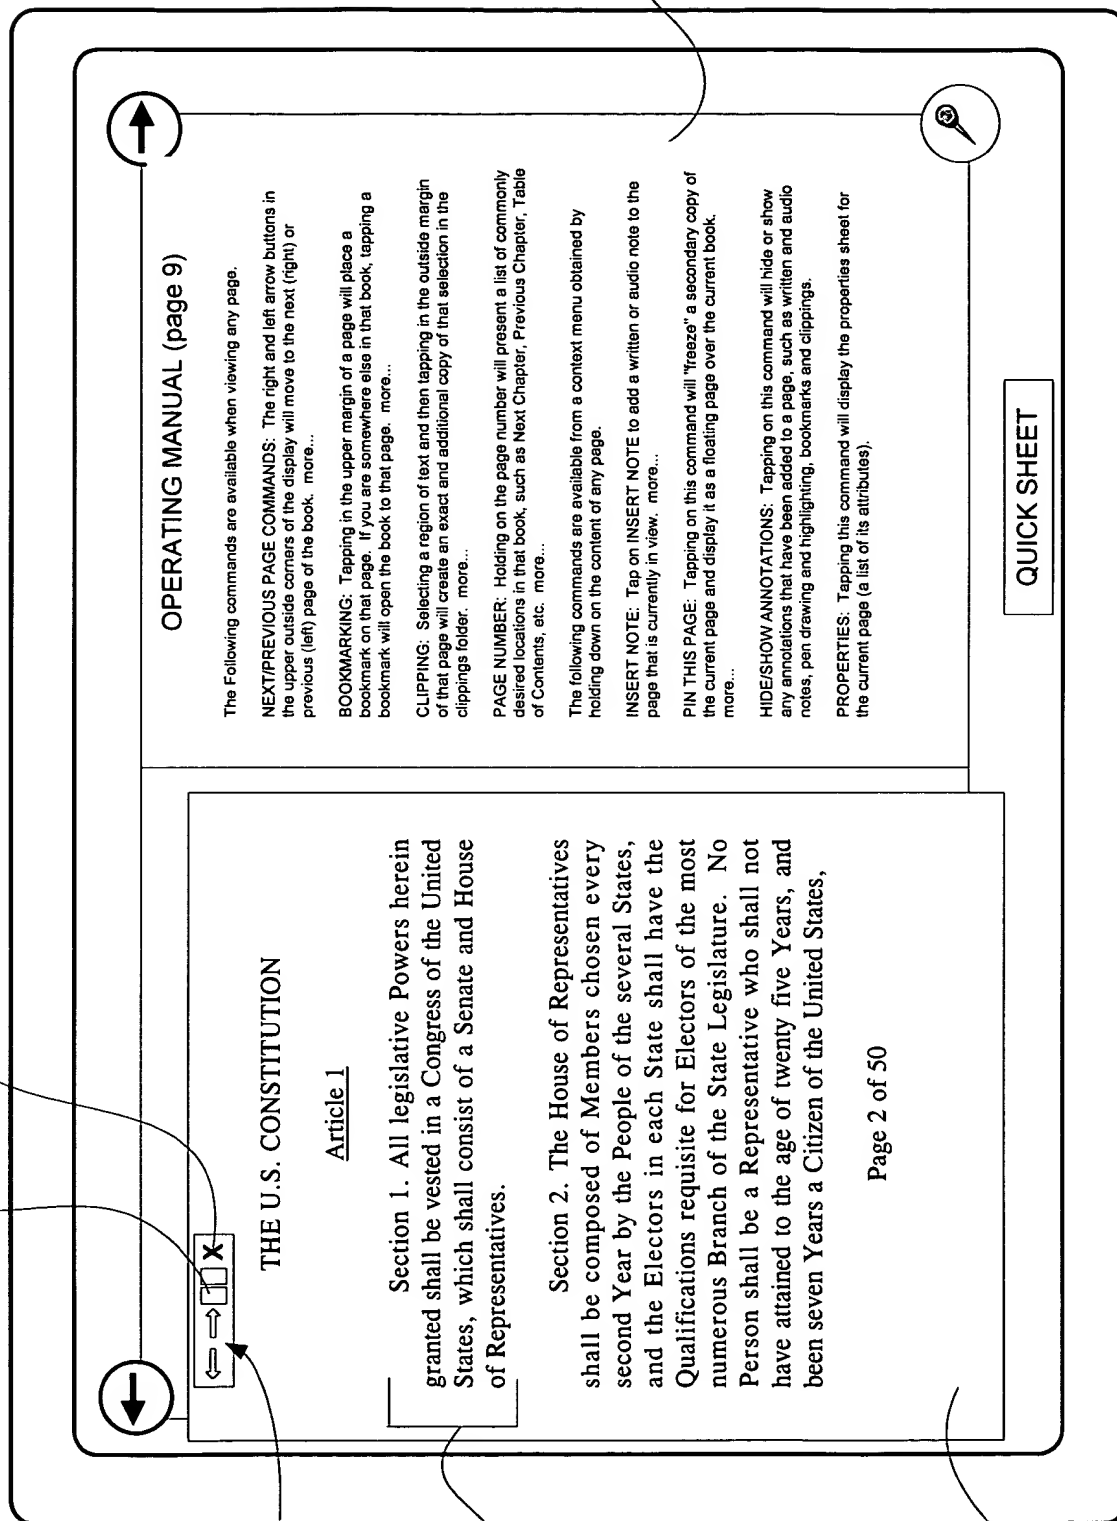 THE U.S. CONSTITUTION
Article 1
Section 1. All legislative Powers herein
granted shall be vested in a Congress of the United
States, which shall consist of a Senate and House
of Representatives.
Section 2. The House of Representatives
shall be composed of Members chosen every
second Year by the People of the several States,
and the Electors in each State shall have the
Qualifications requisite for Electors of the most
numerous Branch of the State Legislature. No
Person shall be a Representative who shall not
have attained to the age of twenty five Years, and
been seven Years a Citizen of the United States,
Page 2 of 50
OPERATING MANUAL (page 9)
The Following commands are available when viewing any page.
NEXT/PREVIOUS PAGE COMMANDS: The right and left arrow buttons in
the upper outside corners of the display will move to the next (right) or
previous (left) page of the book. more...
BOOKMARKING: Tapping in the upper margin of a page will place a
bookmark on that page. If you are somewhere else in that book, tapping a
bookmark will open the book to that page. more...
CLIPPING: Selecting a region of text and then tapping in the outside margin
of that page will create an exact and additional copy of that selection in the
clippings folder. more...
PAGE NUMBER: Holding on the page number will present a list of commonly
desired locations in that book, such as Next Chapter, Previous Chapter, Table
of Contents, etc. more...
The following commands are available from a context menu obtained by
holding down on the content of any page.
INSERT NOTE: Tap on INSERT NOTE to add a written or audio note to the
page that is currently in view. more...
PIN THIS PAGE: Tapping on this command will "freeze" a secondary copy of
the current page and display it as a floating page over the current book.
more...
HIDE/SHOW ANNOTATIONS: Tapping on this command will hide or show
any annotations that have been added to a page, such as written and audio
notes, pen drawing and highlighting, bookmarks and clippings.
PROPERTIES: Tapping this command will display the properties sheet for
the current page (a list of its attributes).
QUICK SHEET